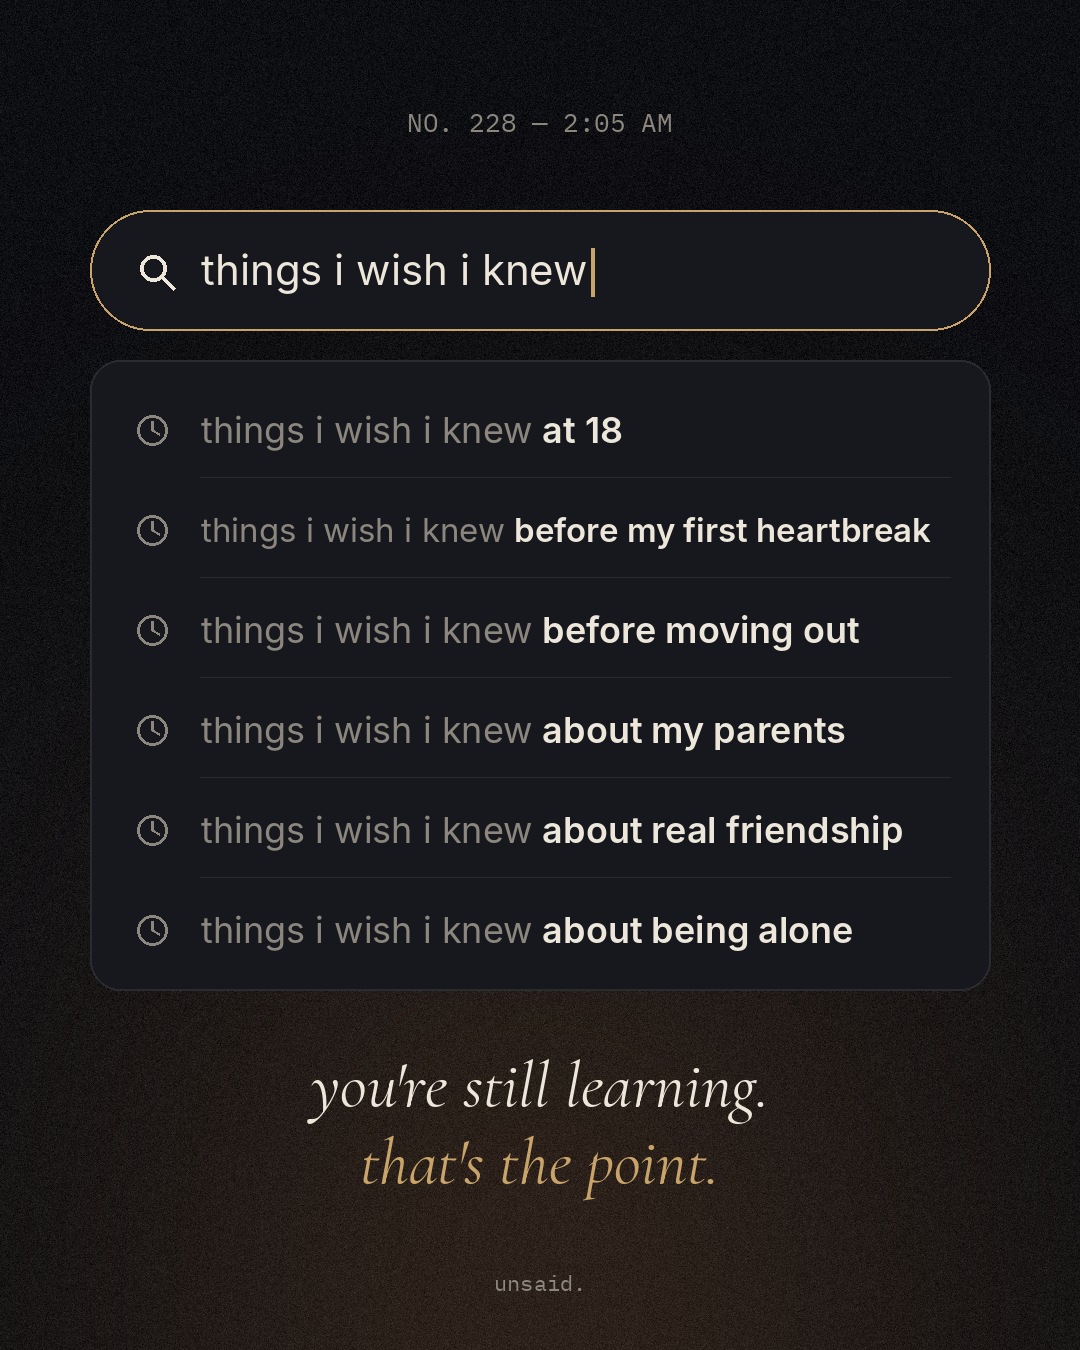 NO. 228 — 2:05 AM
things i wish i knew
things i wish i knew at 18
things i wish i knew before my first heartbreak
things i wish i knew before moving out
things i wish i knew about my parents
things i wish i knew about real friendship
things i wish i knew about being alone
you're still learning.
that's the point.
unsaid.